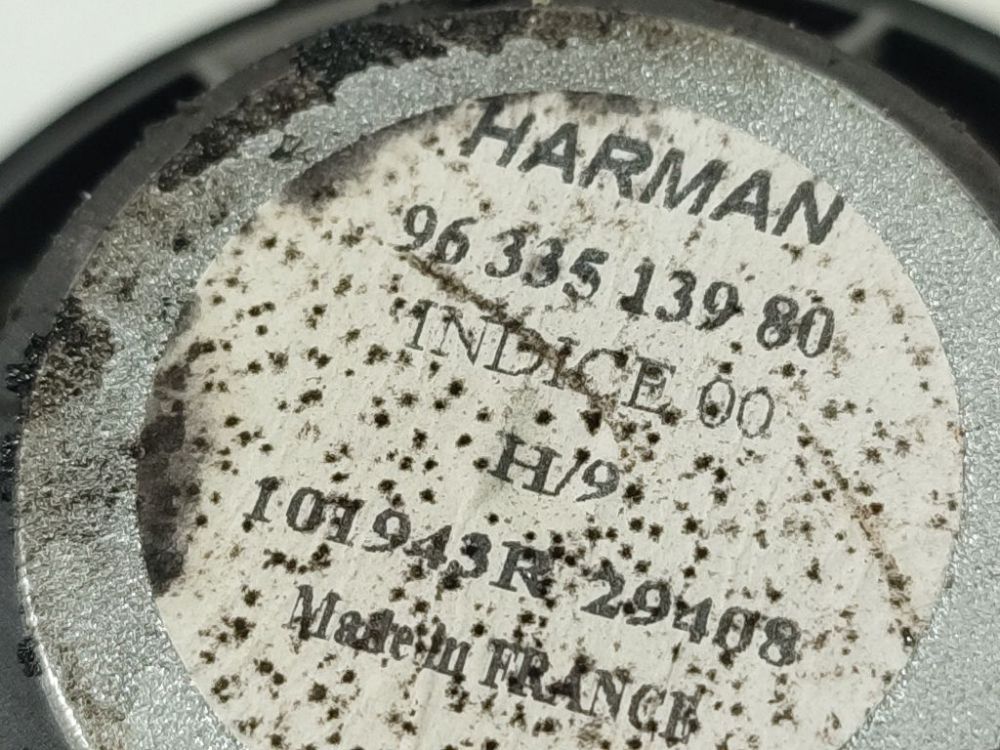 HARMAN
96 335 139 80
INDICE 00
H/9
101943R 29408
Made in FRANCE